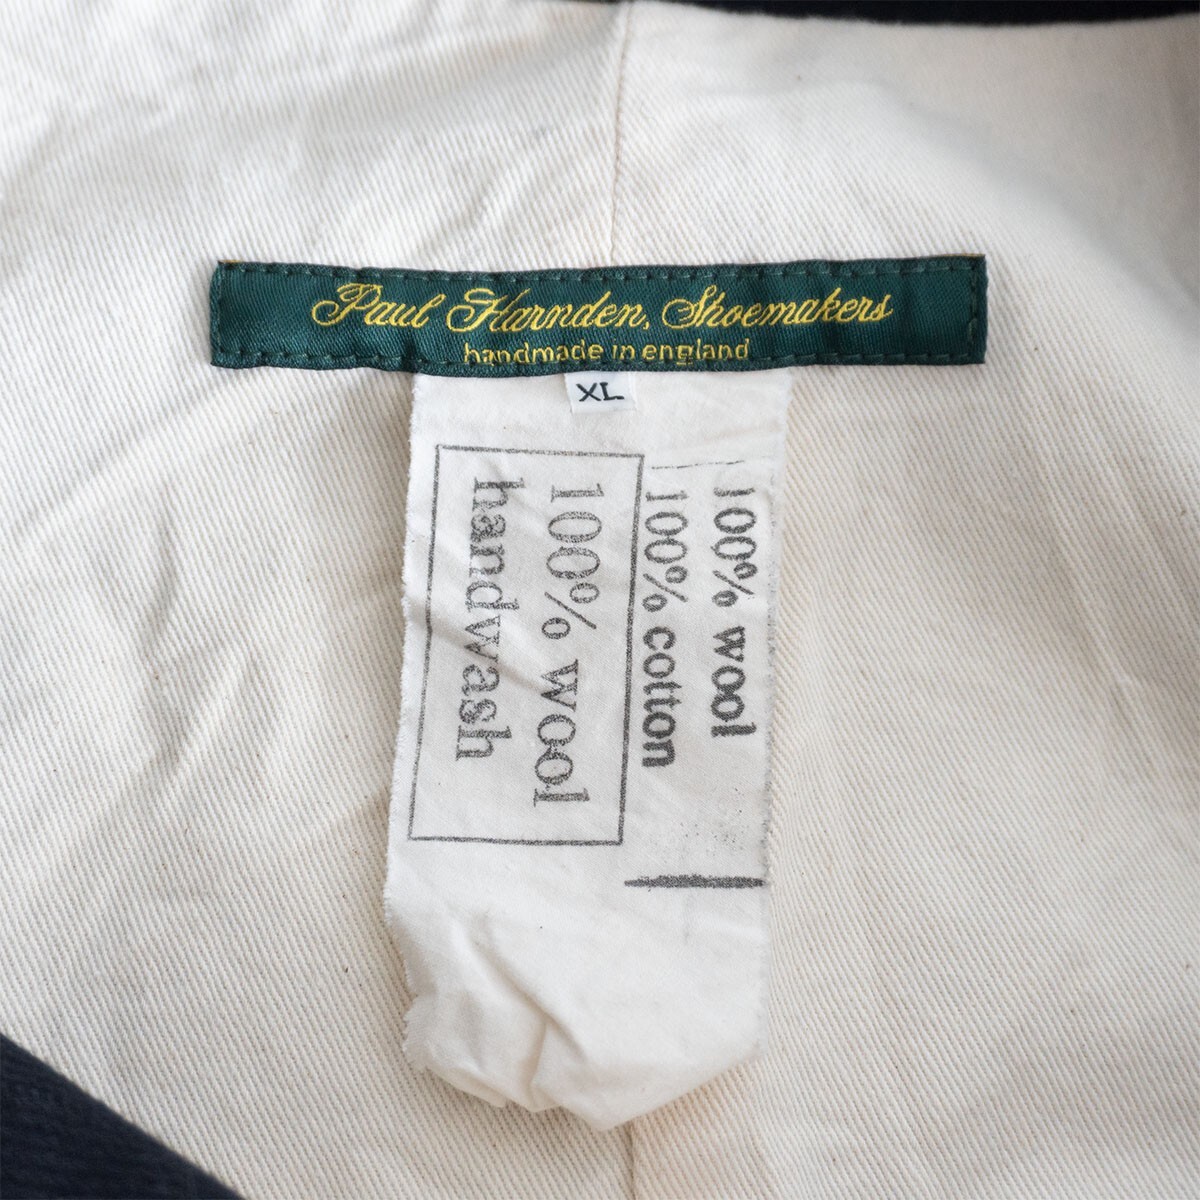 Paul Harnden, Shoemakers
handmade in england
XL
100% wool
100% cotton
100% wool
handwash